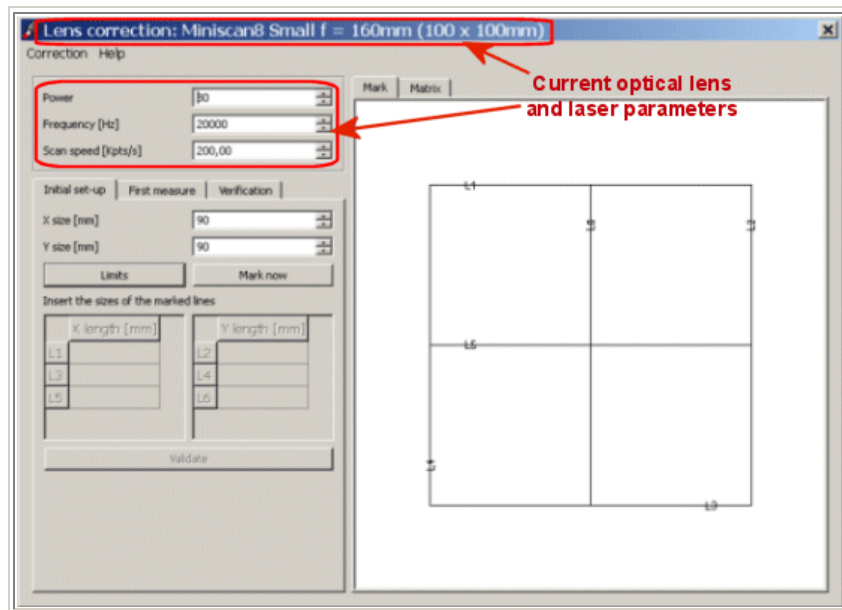 Lens correction: Miniscan8 Small f = 160mm (100 x 100mm)
Correction Help
Current optical lens
and laser parameters
Power
Frequency [Hz] 20000
Scan speed [Kpts/s] 200,00
Initial set-up First measure Verification
X size [mm] 90
Y size [mm] 90
Limits Mark now
Insert the sizes of the marked lines
X length [mm] Y length [mm]
L1 L2
L3 L4
L5 L6
Validate
Mark Matrix
L1
L6
L2
L5
L4
L3